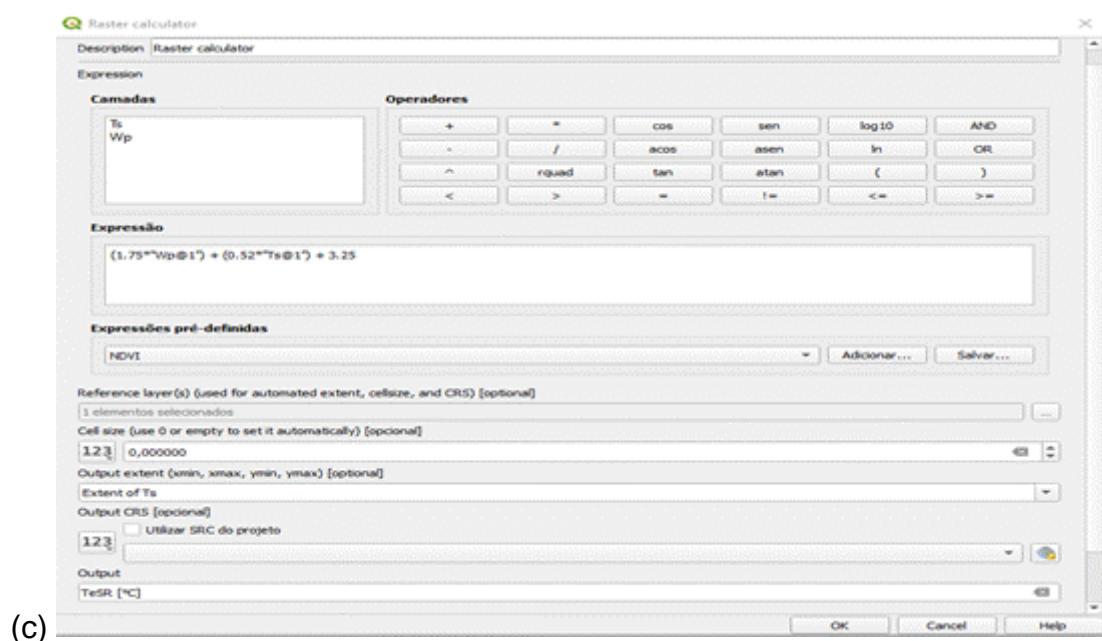 Raster calculator
Description Raster calculator
Expression
Camadas
Ts
Wp
Operadores
+ * cos sen log10 AND
- / acos asen ln OR
^ rquad tan atan ( )
< > = != <= >=
Expressão
(1.75*"Wp@1") + (0.52*"Ts@1") + 3.25
Expressões pré-definidas
NDVI Adicionar... Salvar...
Reference layer(s) (used for automated extent, cellsize, and CRS) [optional]
1 elementos selecionados ...
Cell size (use 0 or empty to set it automatically) [opcional]
123 0,000000
Output extent (xmin, xmax, ymin, ymax) [optional]
Extent of Ts
Output CRS [opcional]
Utilizar SRC do projeto
123
Output
TeSR [°C]
OK Cancel Help
(c)